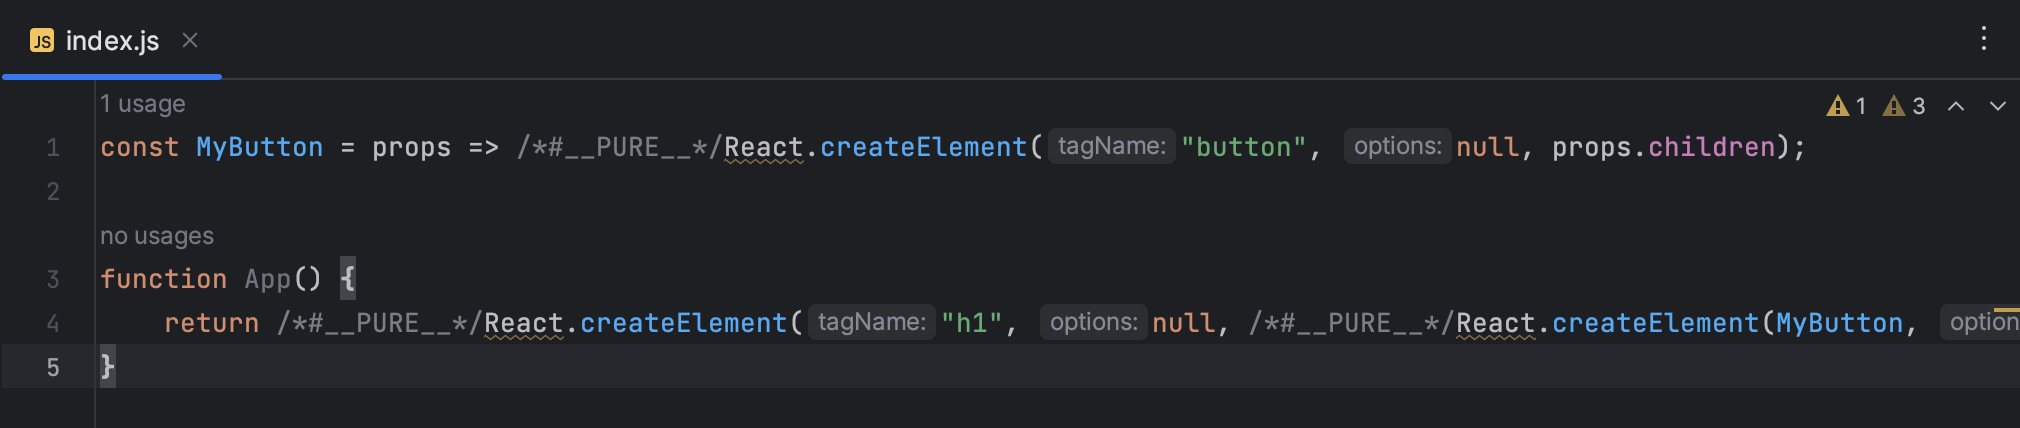 JS index.js
1 usage
1 3
1 const MyButton = props => /*#__PURE__*/React.createElement( tagName: "button", options: null, props.children);
2
no usages
3 function App() {
4 return /*#__PURE__*/React.createElement( tagName: "h1", options: null, /*#__PURE__*/React.createElement(MyButton, option
5 }